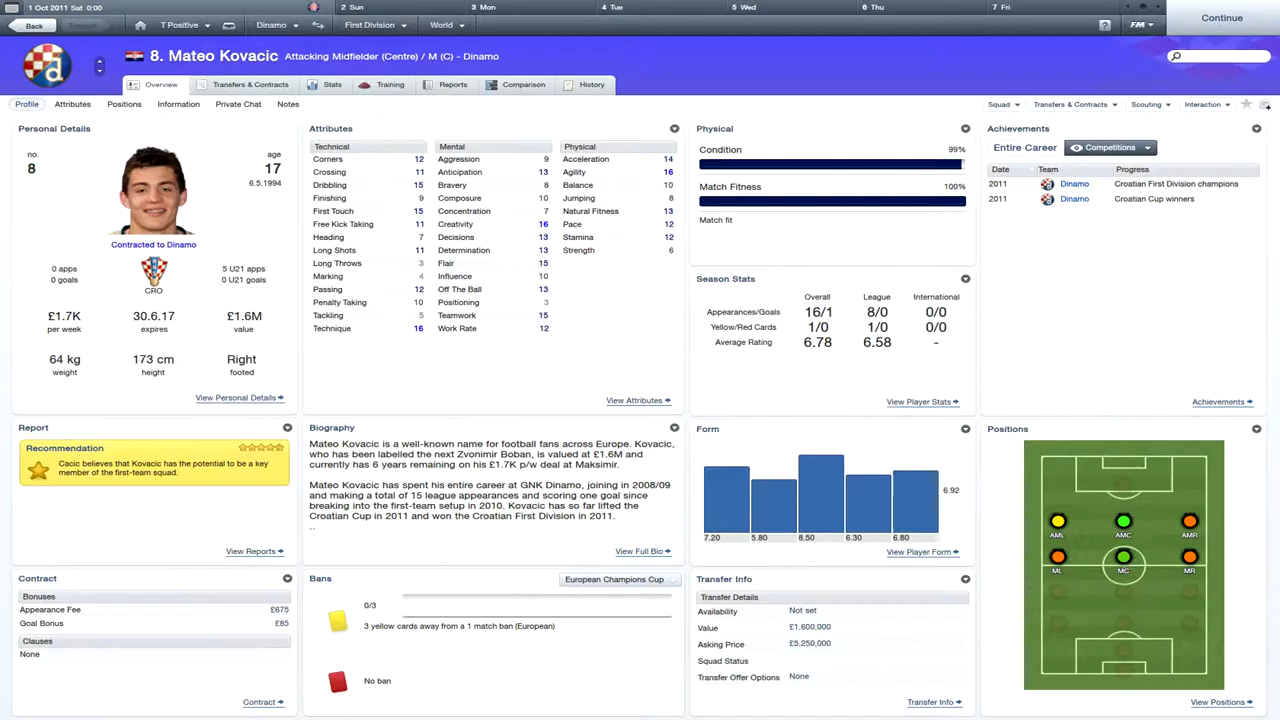 1 Oct 2011 Sat 0:00
2 Sun
3 Mon
4 Tue
5 Wed
6 Thu
7 Fri
Continue
Back
Forward
T Positive
Dinamo
First Division
World
?
FM
8. Mateo Kovacic Attacking Midfielder (Centre) / M (C) - Dinamo
Overview
Transfers & Contracts
Stats
Training
Reports
Comparison
History
Profile
Attributes
Positions
Information
Private Chat
Notes
Squad
Transfers & Contracts
Scouting
Interaction
Personal Details
no.
8
age
17
6.5.1994
Contracted to Dinamo
0 apps
0 goals
CRO
5 U21 apps
0 U21 goals
£1.7K
per week
30.6.17
expires
£1.6M
value
64 kg
weight
173 cm
height
Right
footed
View Personal Details
Attributes
Technical
Corners 12
Crossing 11
Dribbling 15
Finishing 9
First Touch 15
Free Kick Taking 11
Heading 7
Long Shots 11
Long Throws 3
Marking 4
Passing 12
Penalty Taking 10
Tackling 5
Technique 16
Mental
Aggression 9
Anticipation 13
Bravery 8
Composure 10
Concentration 7
Creativity 16
Decisions 13
Determination 13
Flair 15
Influence 10
Off The Ball 13
Positioning 3
Teamwork 15
Work Rate 12
Physical
Acceleration 14
Agility 16
Balance 10
Jumping 8
Natural Fitness 13
Pace 12
Stamina 12
Strength 6
View Attributes
Physical
Condition 99%
Match Fitness 100%
Match fit
Season Stats
Overall League International
Appearances/Goals 16/1 8/0 0/0
Yellow/Red Cards 1/0 1/0 0/0
Average Rating 6.78 6.58 -
View Player Stats
Achievements
Entire Career
Competitions
Date Team Progress
2011 Dinamo Croatian First Division champions
2011 Dinamo Croatian Cup winners
Achievements
Report
Recommendation
Cacic believes that Kovacic has the potential to be a key
member of the first-team squad.
View Reports
Biography
Mateo Kovacic is a well-known name for football fans across Europe. Kovacic,
who has been labelled the next Zvonimir Boban, is valued at £1.6M and
currently has 6 years remaining on his £1.7K p/w deal at Maksimir.
Mateo Kovacic has spent his entire career at GNK Dinamo, joining in 2008/09
and making a total of 15 league appearances and scoring one goal since
breaking into the first-team setup in 2010. Kovacic has so far lifted the
Croatian Cup in 2011 and won the Croatian First Division in 2011.
..
View Full Bio
Form
6.92
7.20 5.80 8.50 6.30 6.80
View Player Form
Positions
AML AMC AMR
ML MC MR
View Positions
Contract
Bonuses
Appearance Fee £675
Goal Bonus £85
Clauses
None
Contract
Bans
European Champions Cup
0/3
3 yellow cards away from a 1 match ban (European)
No ban
Transfer Info
Transfer Details
Availability Not set
Value £1,600,000
Asking Price £5,250,000
Squad Status
Transfer Offer Options None
Transfer Info